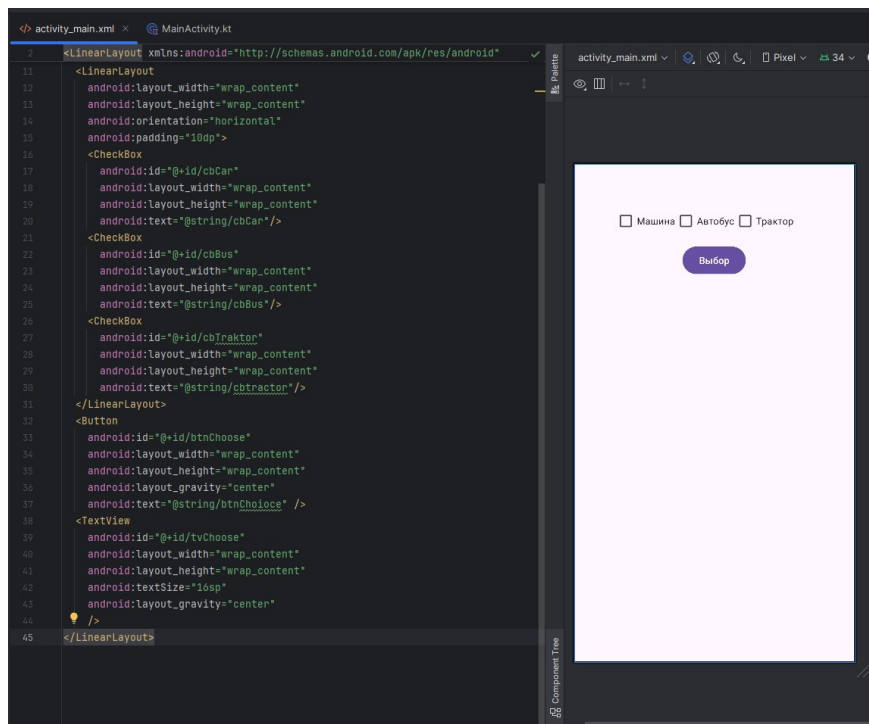 activity_main.xml
MainActivity.kt
2 <LinearLayout xmlns:android="http://schemas.android.com/apk/res/android"
11 <LinearLayout
12 android:layout_width="wrap_content"
13 android:layout_height="wrap_content"
14 android:orientation="horizontal"
15 android:padding="10dp">
16 <CheckBox
17 android:id="@+id/cbCar"
18 android:layout_width="wrap_content"
19 android:layout_height="wrap_content"
20 android:text="@string/cbCar"/>
21 <CheckBox
22 android:id="@+id/cbBus"
23 android:layout_width="wrap_content"
24 android:layout_height="wrap_content"
25 android:text="@string/cbBus"/>
26 <CheckBox
27 android:id="@+id/cbTraktor"
28 android:layout_width="wrap_content"
29 android:layout_height="wrap_content"
30 android:text="@string/cbtractor"/>
31 </LinearLayout>
32 <Button
33 android:id="@+id/btnChoose"
34 android:layout_width="wrap_content"
35 android:layout_height="wrap_content"
36 android:layout_gravity="center"
37 android:text="@string/btnChoioce" />
38 <TextView
39 android:id="@+id/tvChoose"
40 android:layout_width="wrap_content"
41 android:layout_height="wrap_content"
42 android:textSize="16sp"
43 android:layout_gravity="center"
44 />
45 </LinearLayout>
Palette
Component Tree
activity_main.xml Pixel 34
Машина Автобус Трактор
Выбор